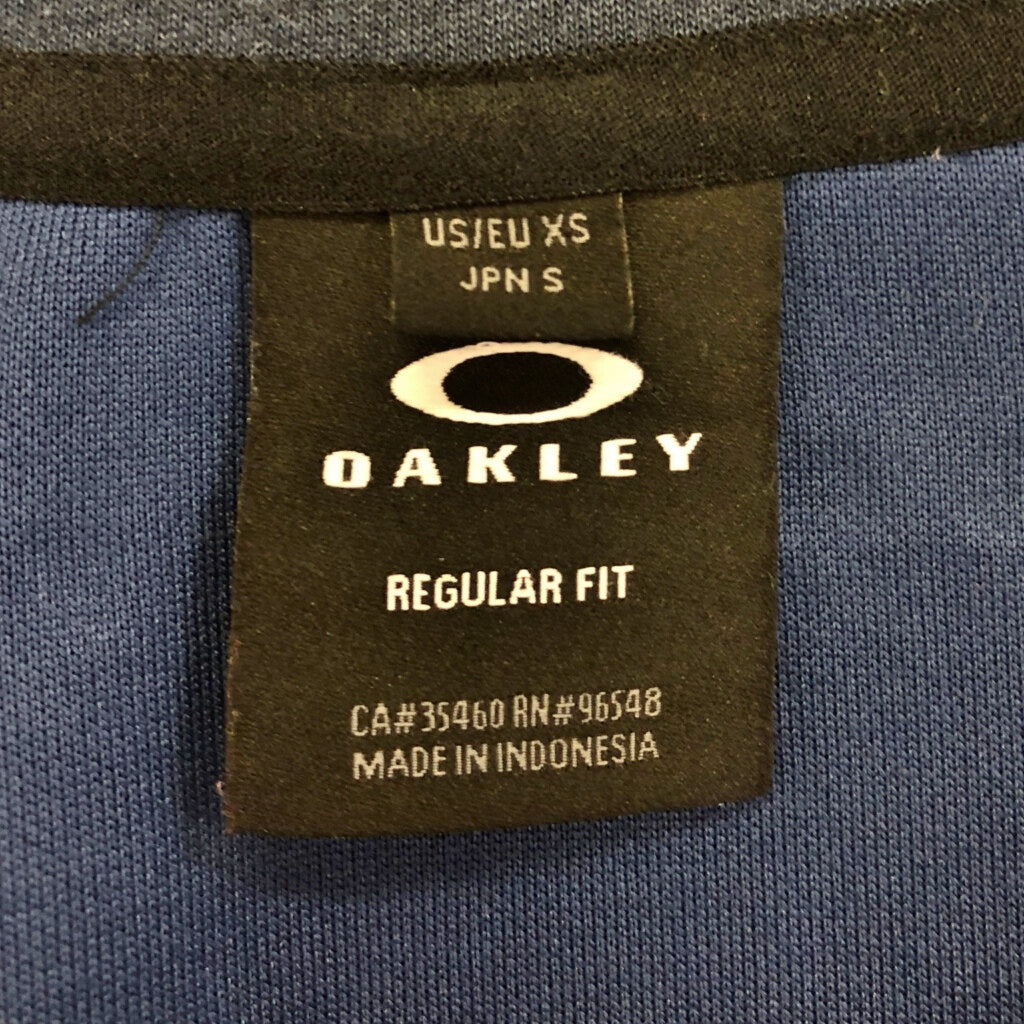 US/EU XS
JPN S
OAKLEY
REGULAR FIT
CA#35460 RN#96548
MADE IN INDONESIA